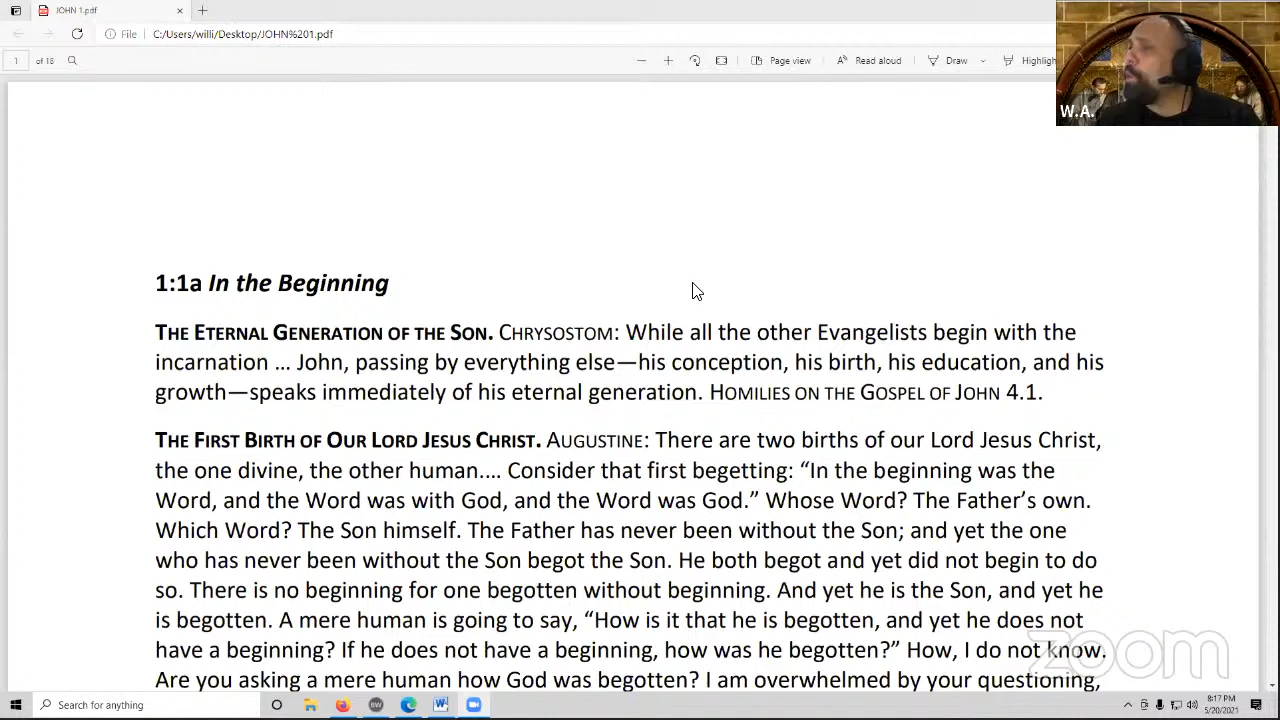 JOHN 1.pdf
File
C:/Users/willi/Desktop/JOHN%201.pdf
1 of 18
Page view
Read aloud
Draw
Highligh
W.A.
1:1a In the Beginning
THE ETERNAL GENERATION OF THE SON. CHRYSOSTOM: While all the other Evangelists begin with the
incarnation … John, passing by everything else—his conception, his birth, his education, and his
growth—speaks immediately of his eternal generation. HOMILIES ON THE GOSPEL OF JOHN 4.1.
THE FIRST BIRTH OF OUR LORD JESUS CHRIST. AUGUSTINE: There are two births of our Lord Jesus Christ,
the one divine, the other human.… Consider that first begetting: “In the beginning was the
Word, and the Word was with God, and the Word was God.” Whose Word? The Father’s own.
Which Word? The Son himself. The Father has never been without the Son; and yet the one
who has never been without the Son begot the Son. He both begot and yet did not begin to do
so. There is no beginning for one begotten without beginning. And yet he is the Son, and yet he
is begotten. A mere human is going to say, “How is it that he is begotten, and yet he does not
have a beginning? If he does not have a beginning, how was he begotten?” How, I do not know.
Are you asking a mere human how God was begotten? I am overwhelmed by your questioning,
zoom
Search for anything
8:17 PM
5/20/2021